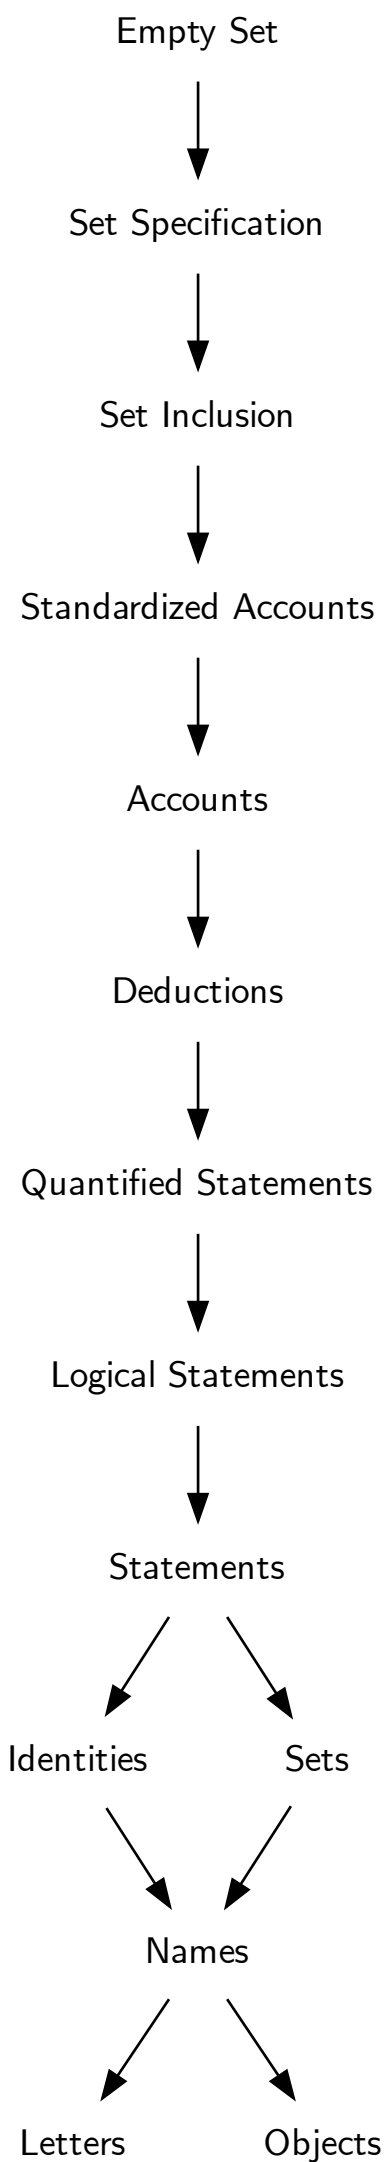 Empty Set
Set Specification
Set Inclusion
Standardized Accounts
Accounts
Deductions
Quantified Statements
Logical Statements
Statements
Identities
Sets
Names
Letters
Objects